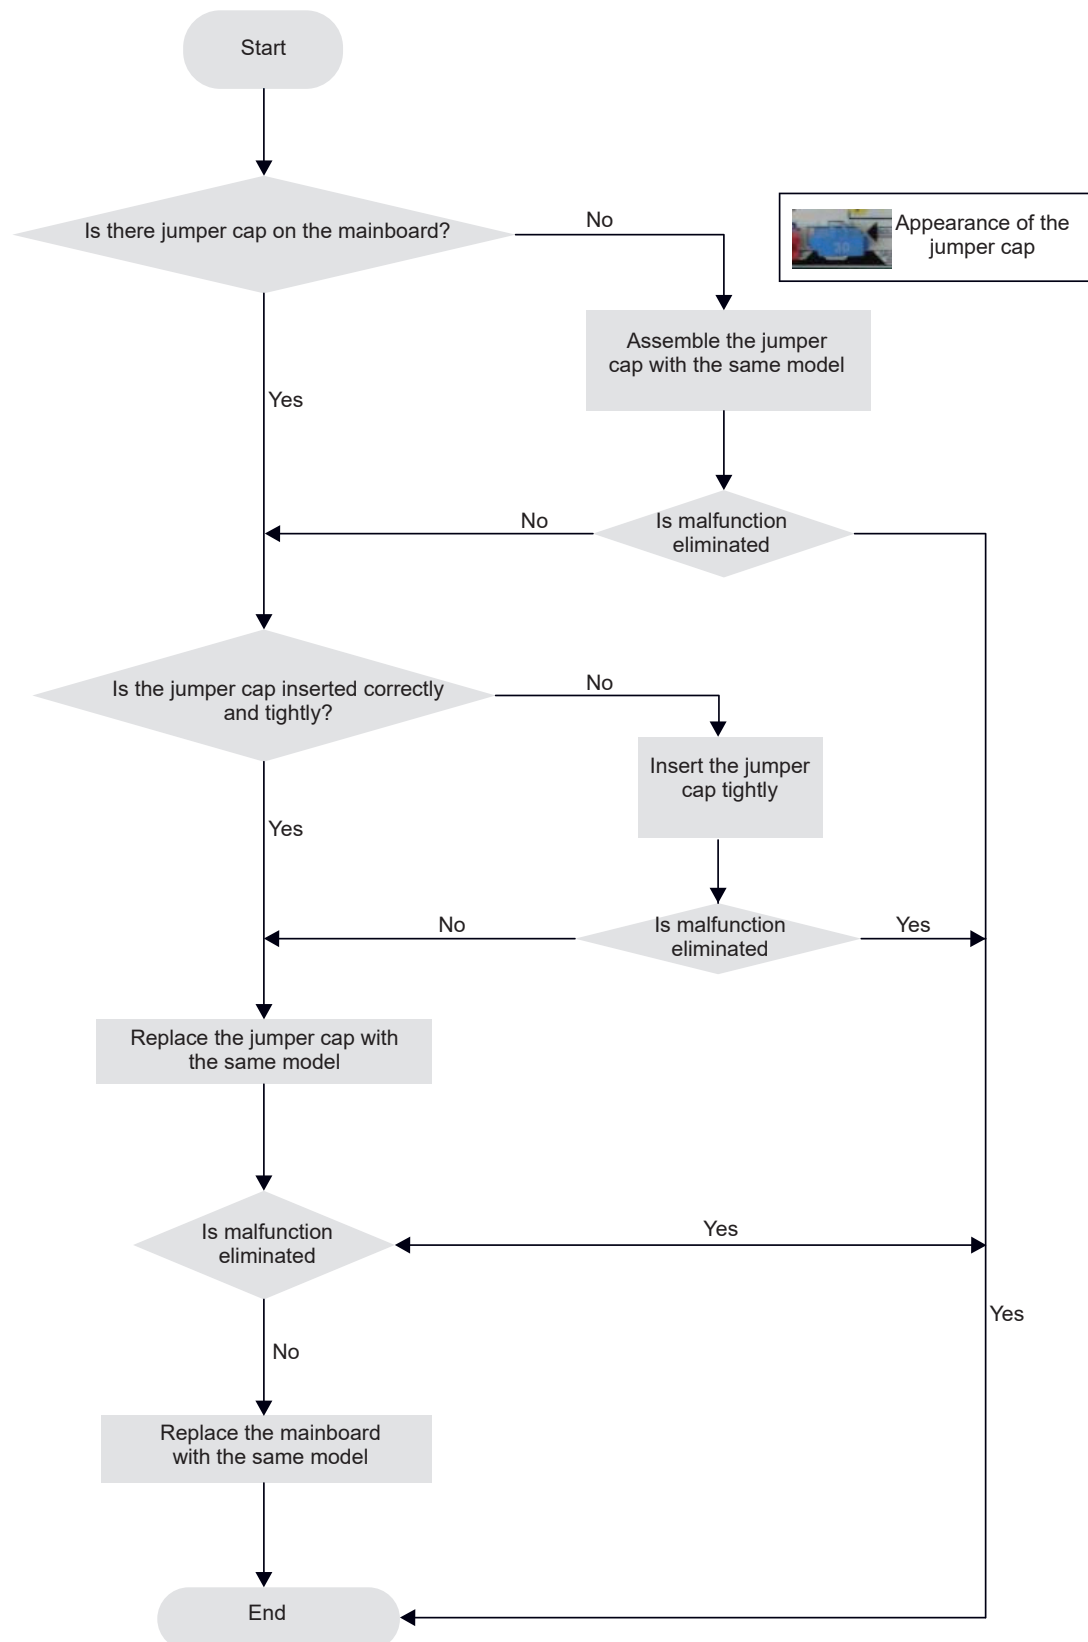 Start
Is there jumper cap on the mainboard?
No
30
Appearance of the
jumper cap
Assemble the jumper
cap with the same model
Yes
Is malfunction
eliminated
No
Is the jumper cap inserted correctly
and tightly?
No
Insert the jumper
cap tightly
Yes
Is malfunction
eliminated
No
Yes
Replace the jumper cap with
the same model
Is malfunction
eliminated
Yes
Yes
No
Replace the mainboard
with the same model
End